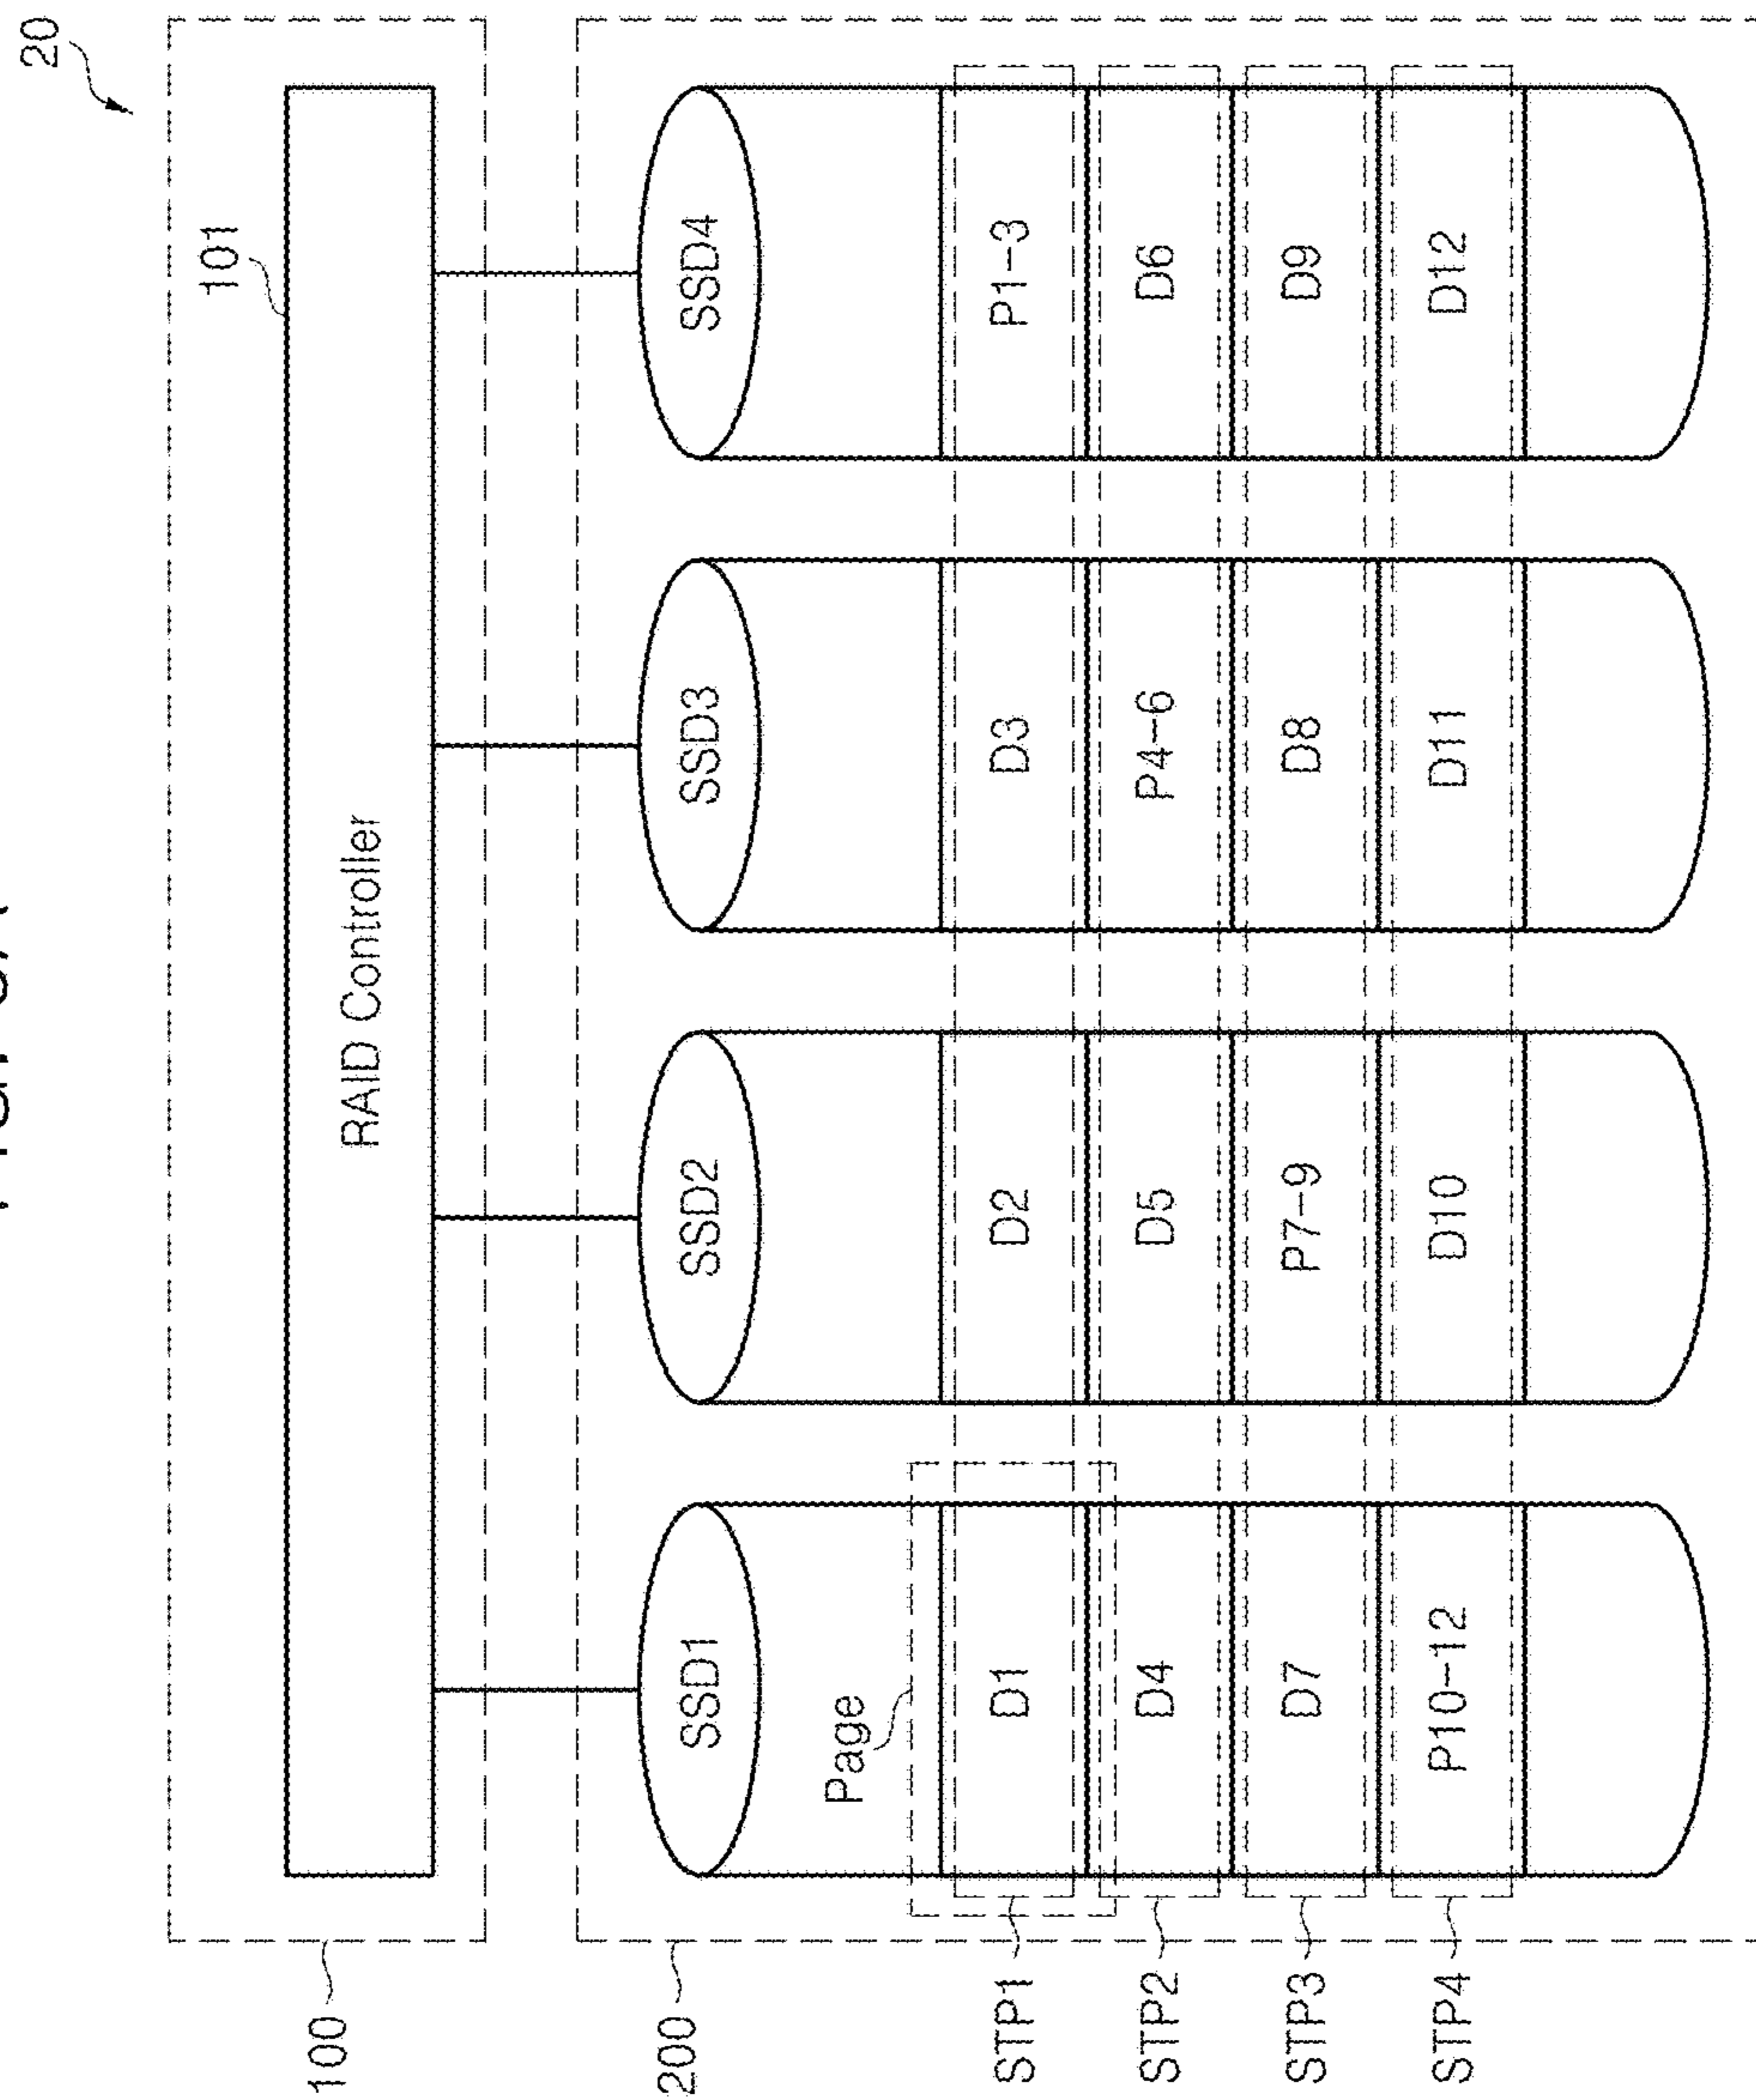 20
101
100
RAID Controller
200
SSD1 SSD2 SSD3 SSD4
Page
STP1 D1 D2 D3 P1-3
STP2 D4 D5 P4-6 D6
STP3 D7 P7-9 D8 D9
STP4 P10-12 D10 D11 D12